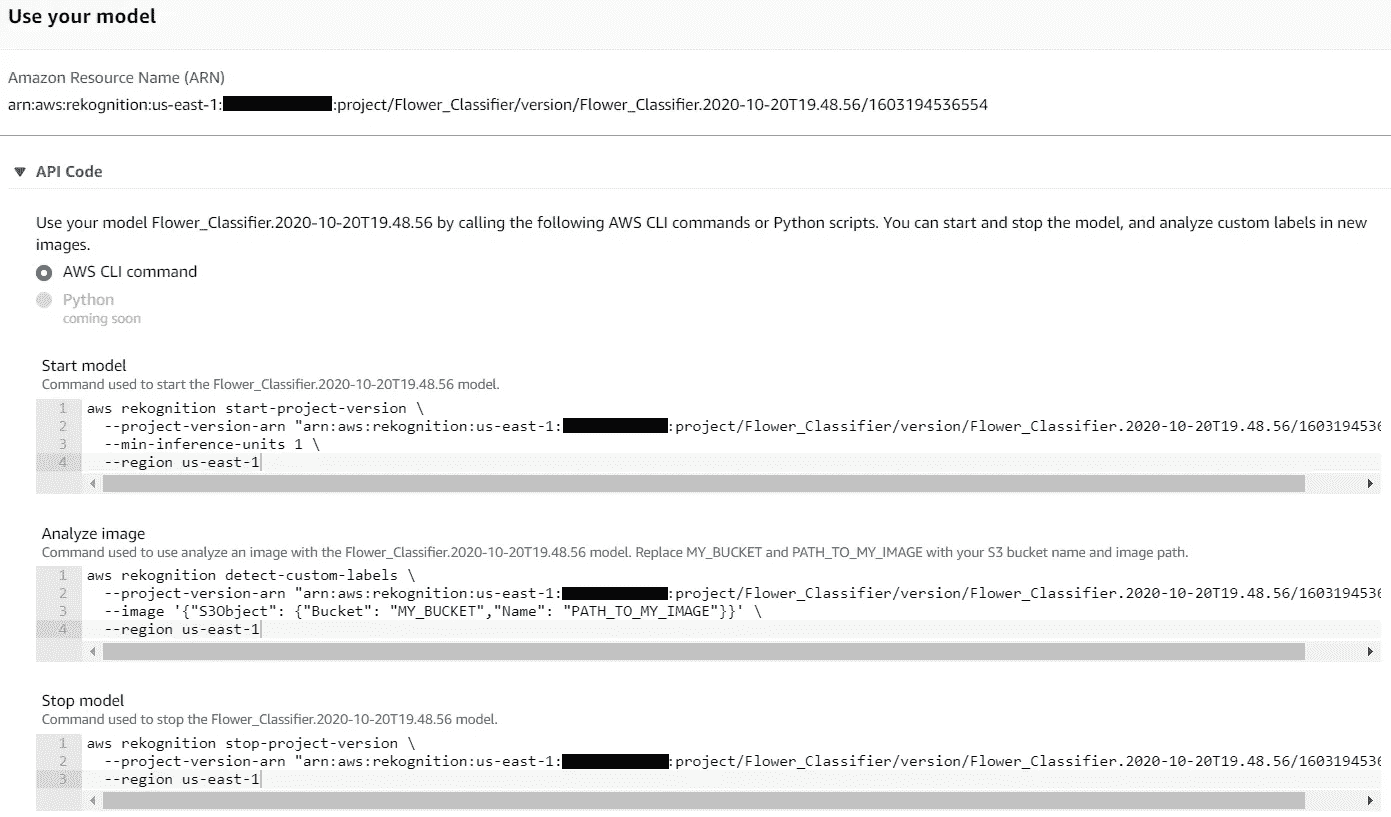 Use your model
Amazon Resource Name (ARN)
arn:aws:rekognition:us-east-1: :project/Flower_Classifier/version/Flower_Classifier.2020-10-20T19.48.56/1603194536554
▼ API Code
Use your model Flower_Classifier.2020-10-20T19.48.56 by calling the following AWS CLI commands or Python scripts. You can start and stop the model, and analyze custom labels in new
images.
AWS CLI command
Python
coming soon
Start model
Command used to start the Flower_Classifier.2020-10-20T19.48.56 model.
1 aws rekognition start-project-version \
2 --project-version-arn "arn:aws:rekognition:us-east-1: :project/Flower_Classifier/version/Flower_Classifier.2020-10-20T19.48.56/1603194536
3 --min-inference-units 1 \
4 --region us-east-1
Analyze image
Command used to use analyze an image with the Flower_Classifier.2020-10-20T19.48.56 model. Replace MY_BUCKET and PATH_TO_MY_IMAGE with your S3 bucket name and image path.
1 aws rekognition detect-custom-labels \
2 --project-version-arn "arn:aws:rekognition:us-east-1: :project/Flower_Classifier/version/Flower_Classifier.2020-10-20T19.48.56/1603194536
3 --image '{"S3Object": {"Bucket": "MY_BUCKET","Name": "PATH_TO_MY_IMAGE"}}' \
4 --region us-east-1
Stop model
Command used to stop the Flower_Classifier.2020-10-20T19.48.56 model.
1 aws rekognition stop-project-version \
2 --project-version-arn "arn:aws:rekognition:us-east-1: :project/Flower_Classifier/version/Flower_Classifier.2020-10-20T19.48.56/1603194536
3 --region us-east-1